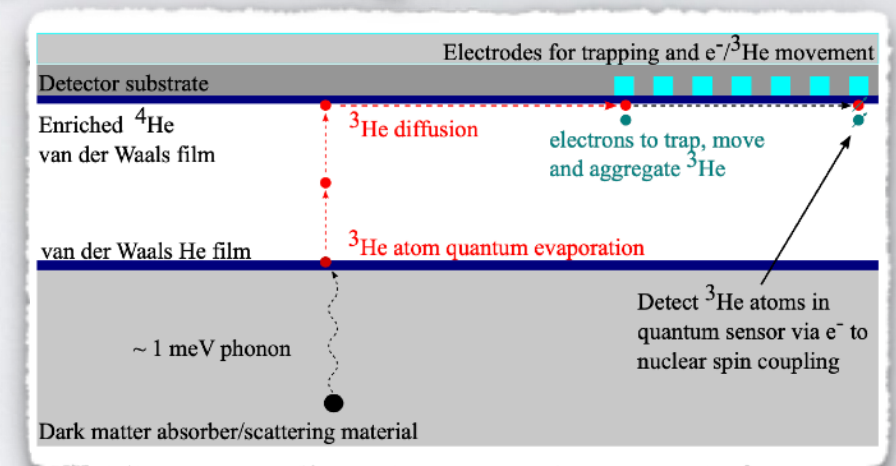 Electrodes for trapping and e⁻/³He movement
Detector substrate
Enriched ⁴He
van der Waals film
³He diffusion
electrons to trap, move
and aggregate ³He
van der Waals He film
³He atom quantum evaporation
Detect ³He atoms in
quantum sensor via e⁻ to
nuclear spin coupling
~ 1 meV phonon
Dark matter absorber/scattering material